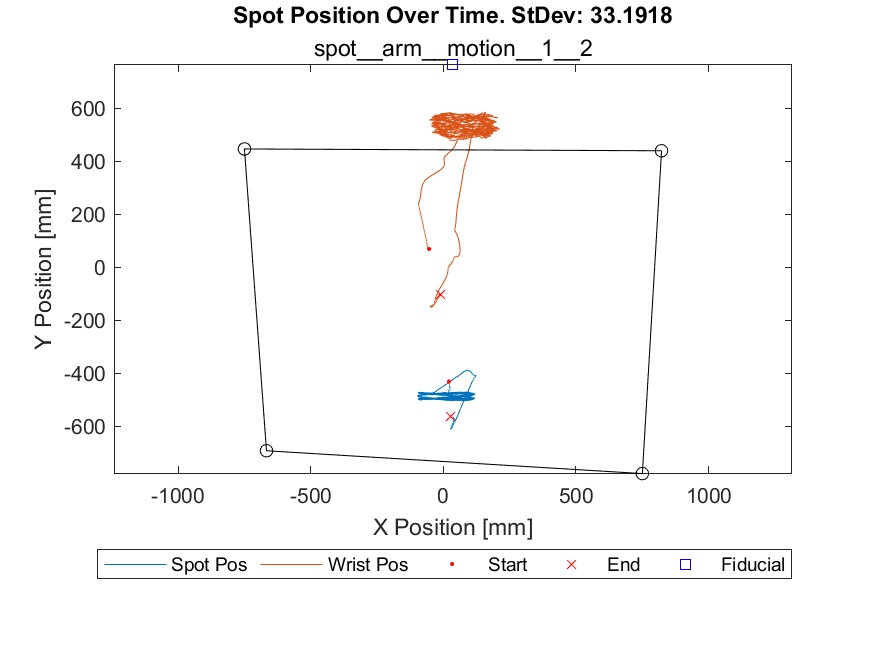 Spot Position Over Time. StDev: 33.1918
spot__arm__motion__1__2
600
400
200
0
-200
-400
-600
Y Position [mm]
-1000 -500 0 500 1000
X Position [mm]
Spot Pos Wrist Pos Start End Fiducial